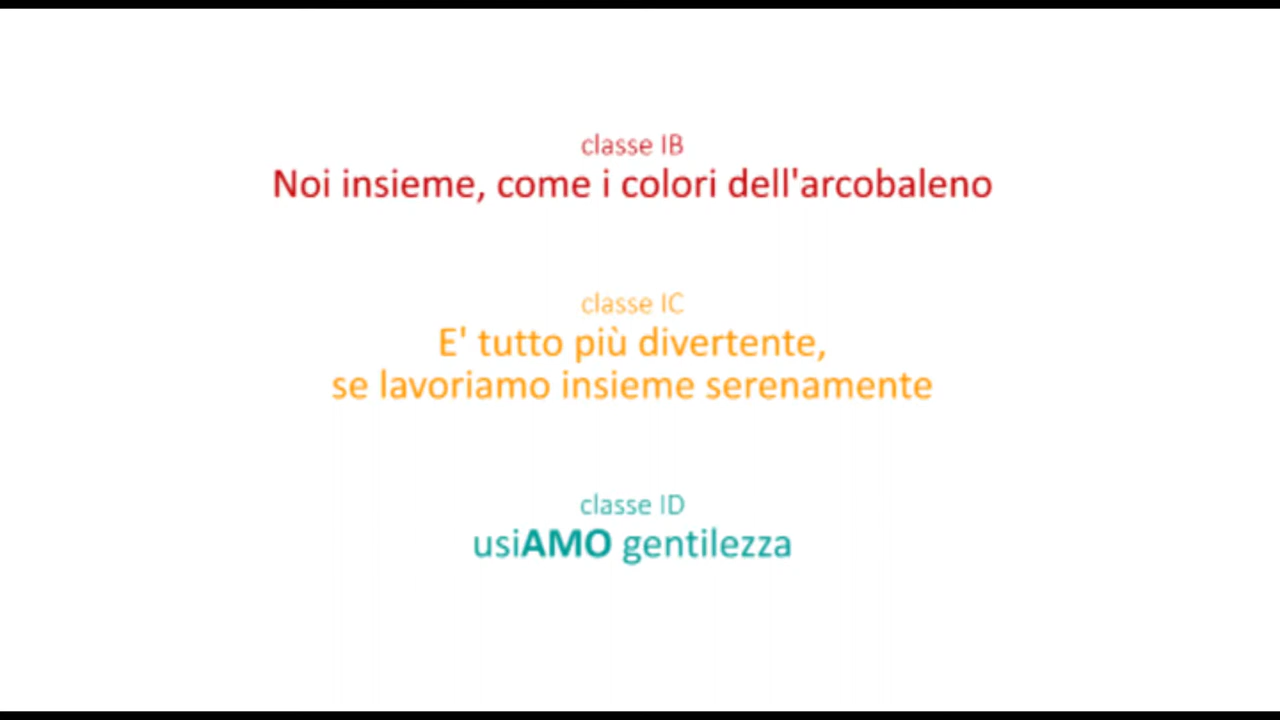 classe IB
Noi insieme, come i colori dell'arcobaleno
classe IC
E' tutto più divertente,
se lavoriamo insieme serenamente
classe ID
usiAMO gentilezza